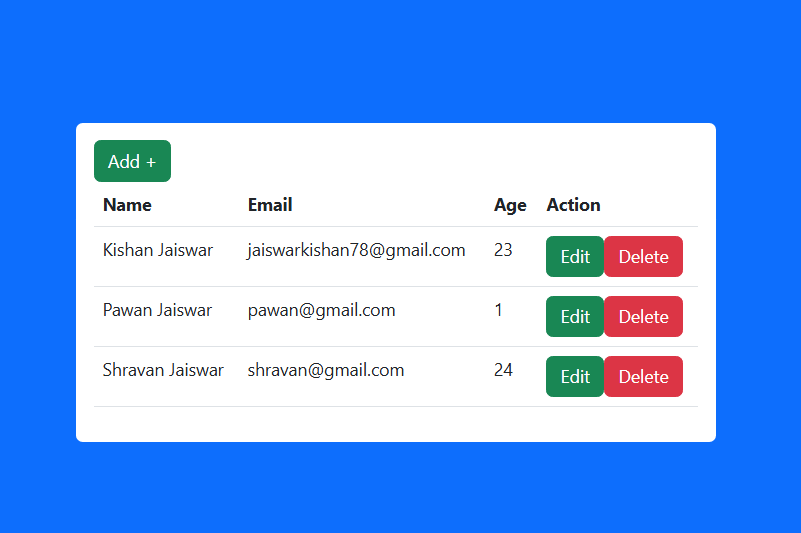 Add +
Name Email Age Action
Kishan Jaiswar jaiswarkishan78@gmail.com 23 Edit Delete
Pawan Jaiswar pawan@gmail.com 1 Edit Delete
Shravan Jaiswar shravan@gmail.com 24 Edit Delete